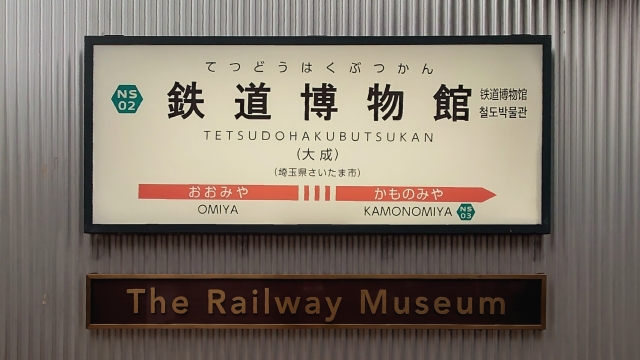 てつどうはくぶつかん
NS
02
鉄道博物館
铁道博物馆
철도박물관
TETSUDOHAKUBUTSUKAN
(大成)
(埼玉県さいたま市)
おおみや かものみや
OMIYA KAMONOMIYA NS
03
The Railway Museum